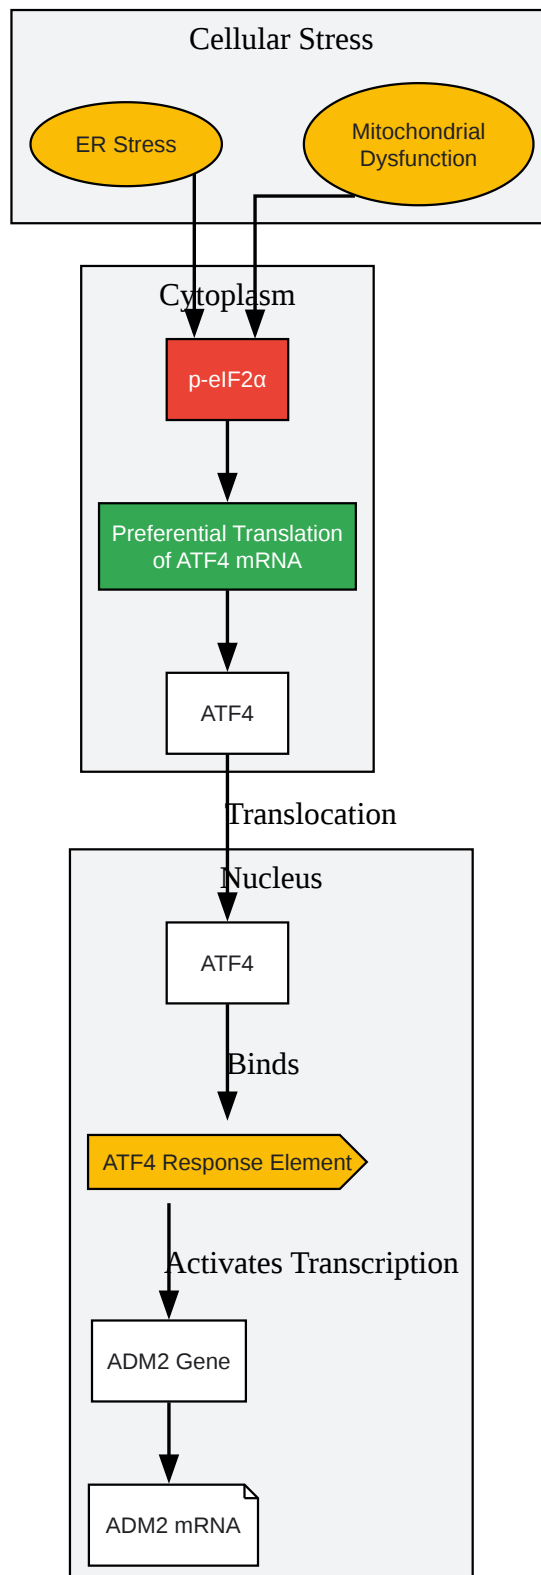 Cellular Stress
ER Stress
Mitochondrial
Dysfunction
Cytoplasm
p-eIF2α
Preferential Translation
of ATF4 mRNA
ATF4
Translocation
Nucleus
ATF4
Binds
ATF4 Response Element
Activates Transcription
ADM2 Gene
ADM2 mRNA